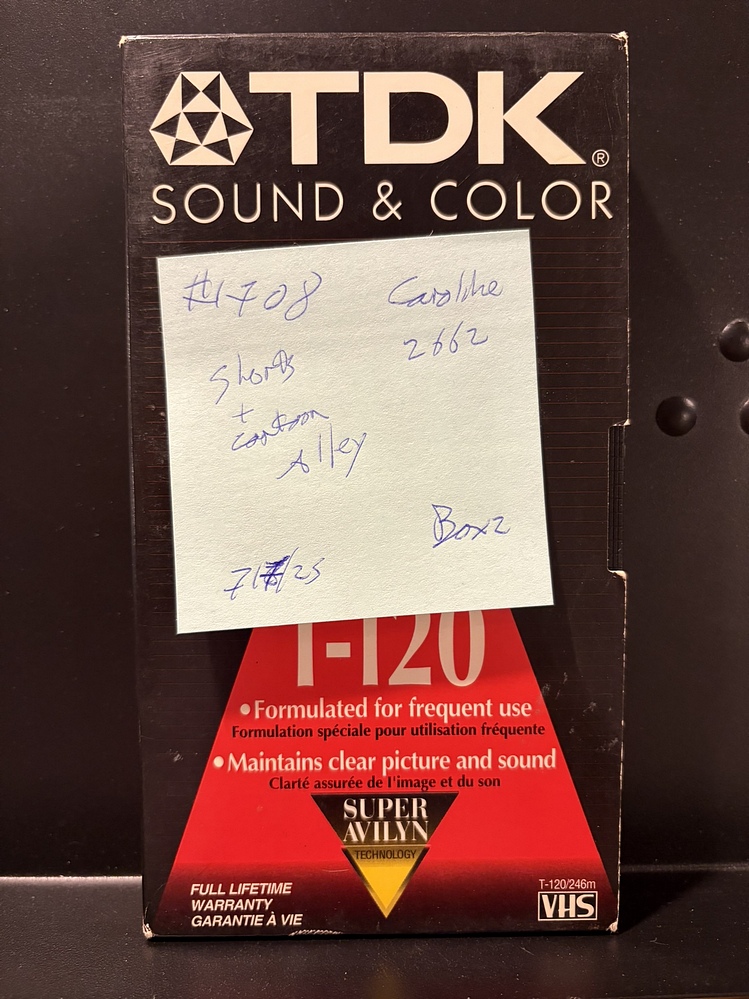 TDK®
SOUND & COLOR
#1708
Caroline
2662
Shorts
+
cartoon
Alley
Box 2
T-120
•Formulated for frequent use
Formulation spéciale pour utilisation fréquente
•Maintains clear picture and sound
Clarté assurée de l'image et du son
SUPER
AVILYN
TECHNOLOGY
FULL LIFETIME
WARRANTY
GARANTIE À VIE
T-120/246m
VHS